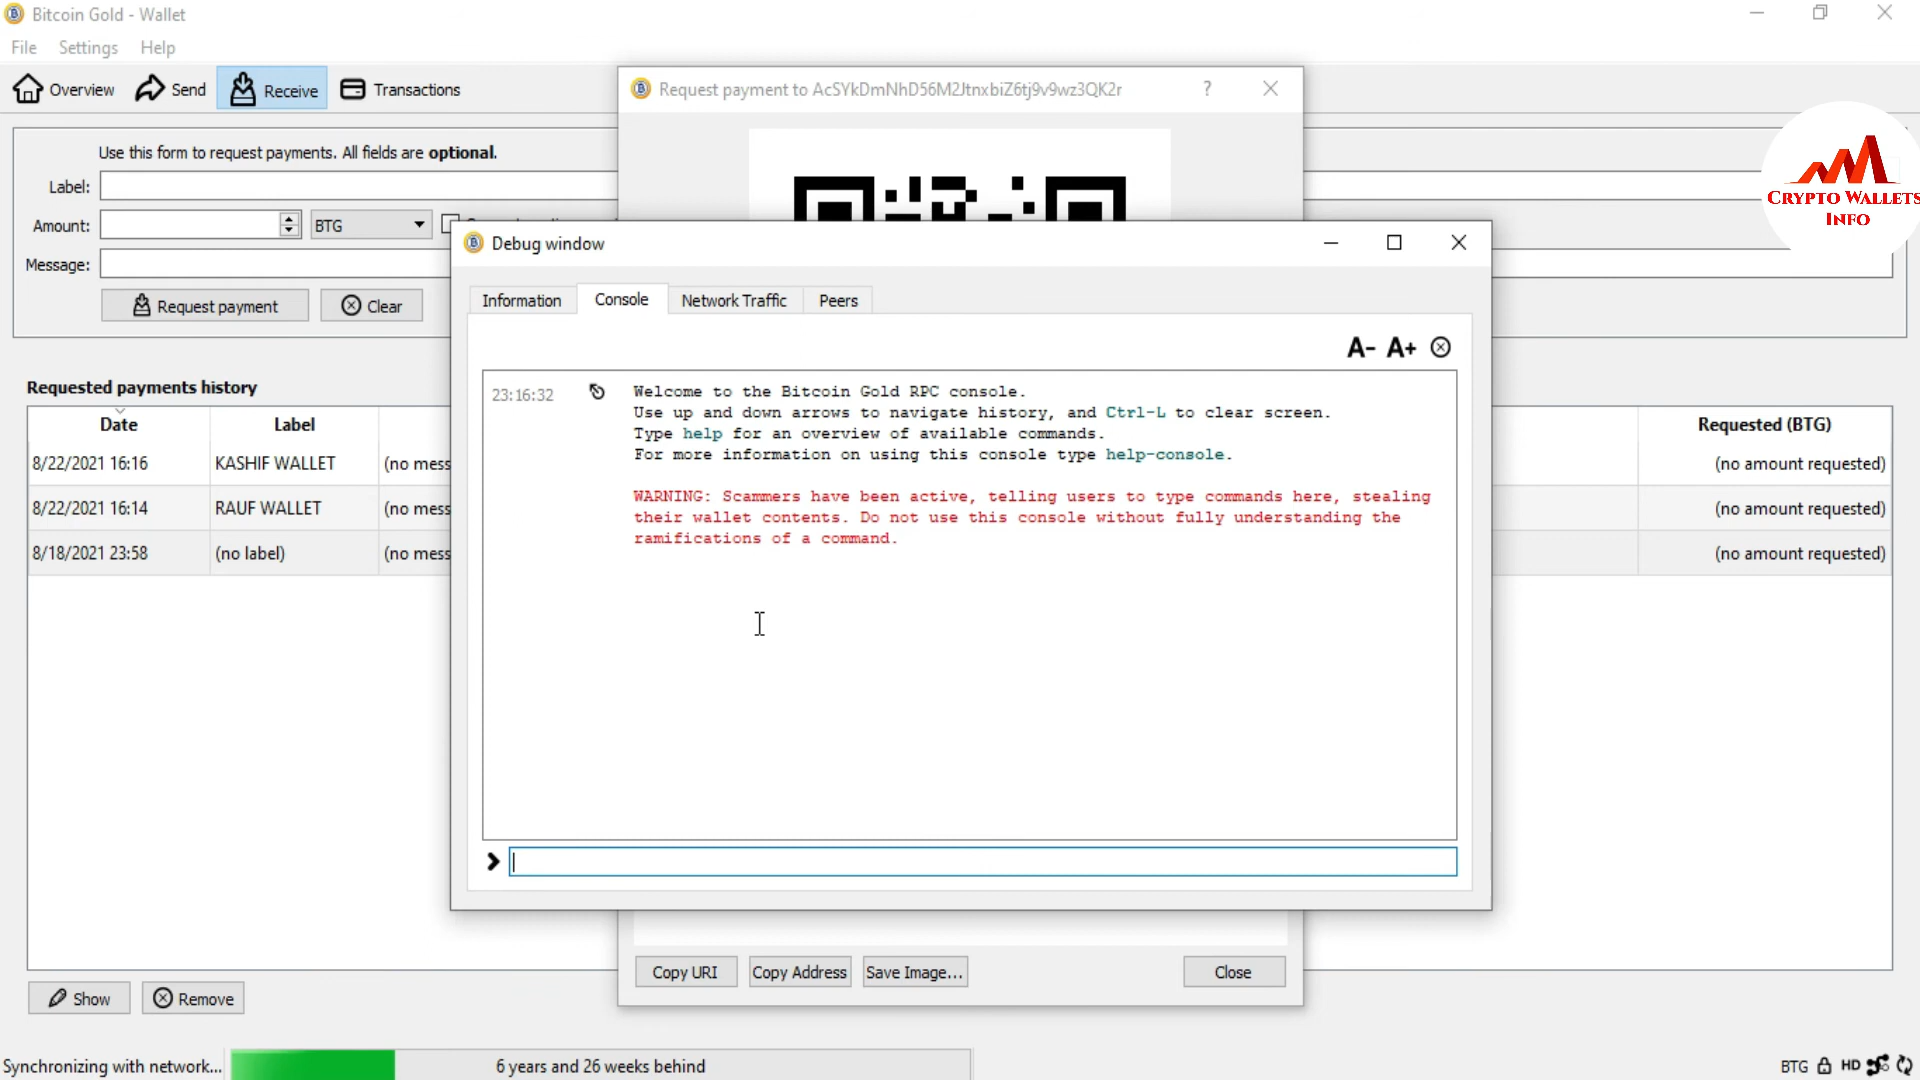 Bitcoin Gold - Wallet
File Settings Help
Overview Send Receive Transactions
Request payment to AcSYkDmNhD56M2JtnxbiZ6tj9v9wz3QK2r ?
Use this form to request payments. All fields are optional.
Label:
Amount: BTG
Message:
Request payment Clear
CRYPTO WALLETS
INFO
Debug window
Information Console Network Traffic Peers
A- A+
23:16:32 Welcome to the Bitcoin Gold RPC console.
Use up and down arrows to navigate history, and Ctrl-L to clear screen.
Type help for an overview of available commands.
For more information on using this console type help-console.
WARNING: Scammers have been active, telling users to type commands here, stealing
their wallet contents. Do not use this console without fully understanding the
ramifications of a command.
Requested payments history
Date Label Requested (BTG)
8/22/2021 16:16 KASHIF WALLET (no mess (no amount requested)
8/22/2021 16:14 RAUF WALLET (no mess (no amount requested)
8/18/2021 23:58 (no label) (no mess (no amount requested)
Copy URI Copy Address Save Image... Close
Show Remove
Synchronizing with network... 6 years and 26 weeks behind BTG HD